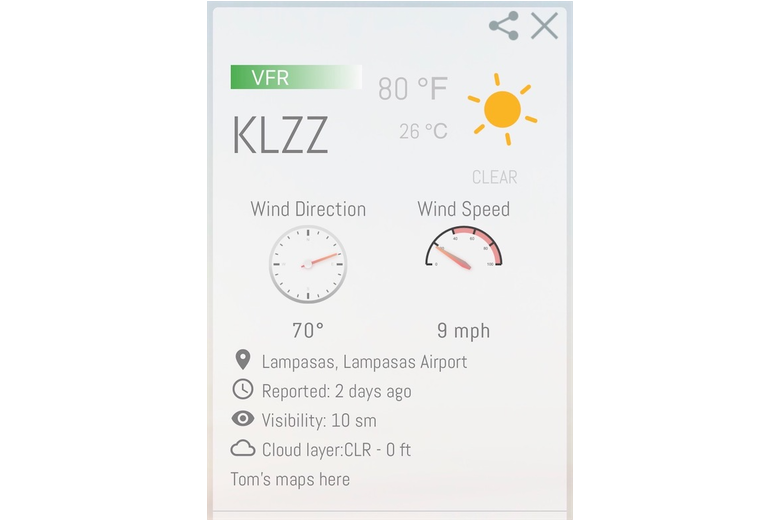 VFR
80 °F
KLZZ
26 °C
CLEAR
Wind Direction
Wind Speed
70°
9 mph
Lampasas, Lampasas Airport
Reported: 2 days ago
Visibility: 10 sm
Cloud layer:CLR - 0 ft
Tom's maps here